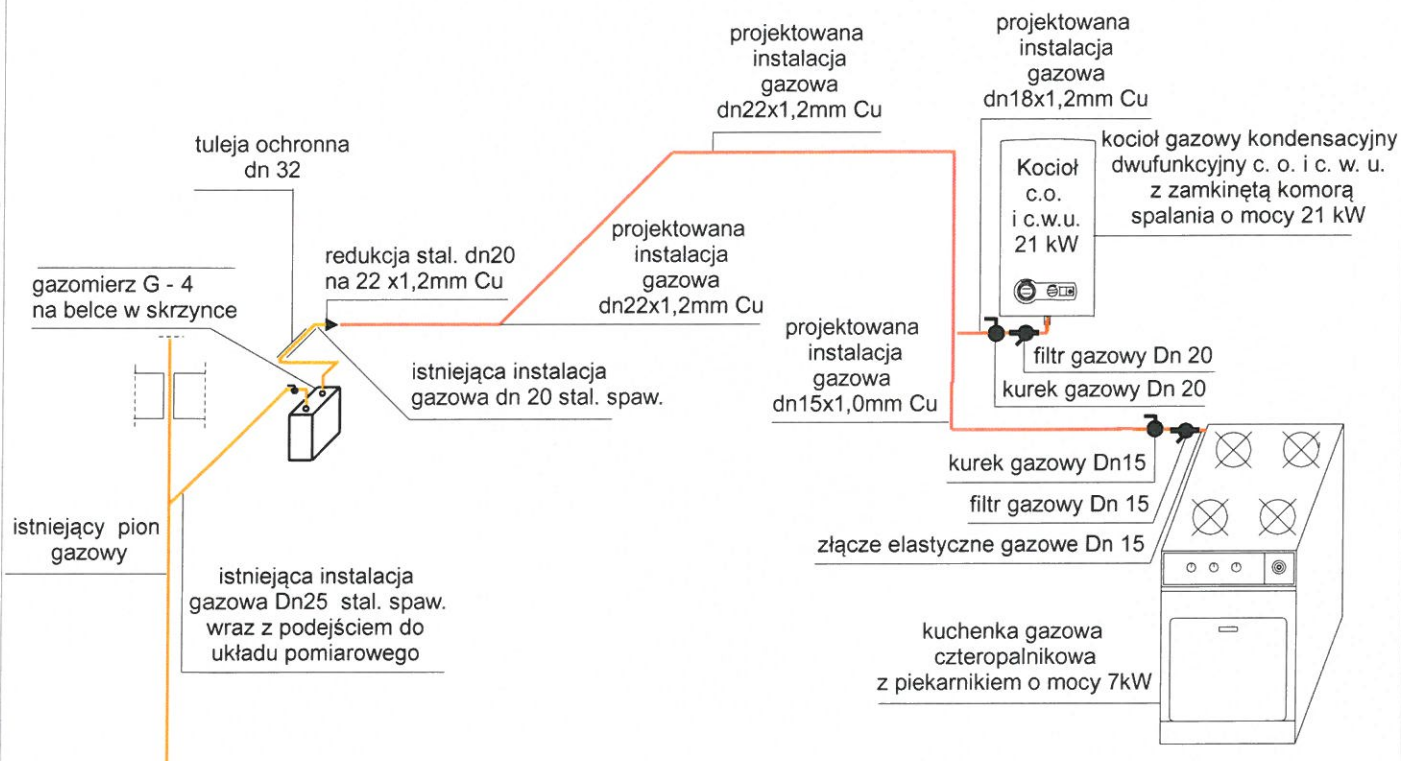 projektowana
instalacja
gazowa
dn22x1,2mm Cu
projektowana
instalacja
gazowa
dn18x1,2mm Cu
tuleja ochronna
dn 32
Kocioł
c.o.
i c.w.u.
21 kW
kocioł gazowy kondensacyjny
dwufunkcyjny c. o. i c. w. u.
z zamkinętą komorą
spalania o mocy 21 kW
redukcja stal. dn20
na 22 x1,2mm Cu
projektowana
instalacja
gazowa
dn22x1,2mm Cu
gazomierz G - 4
na belce w skrzynce
projektowana
instalacja
gazowa
dn15x1,0mm Cu
istniejąca instalacja
gazowa dn 20 stal. spaw.
filtr gazowy Dn 20
kurek gazowy Dn 20
kurek gazowy Dn15
filtr gazowy Dn 15
złącze elastyczne gazowe Dn 15
istniejący pion
gazowy
istniejąca instalacja
gazowa Dn25 stal. spaw.
wraz z podejściem do
układu pomiarowego
kuchenka gazowa
czteropalnikowa
z piekarnikiem o mocy 7kW